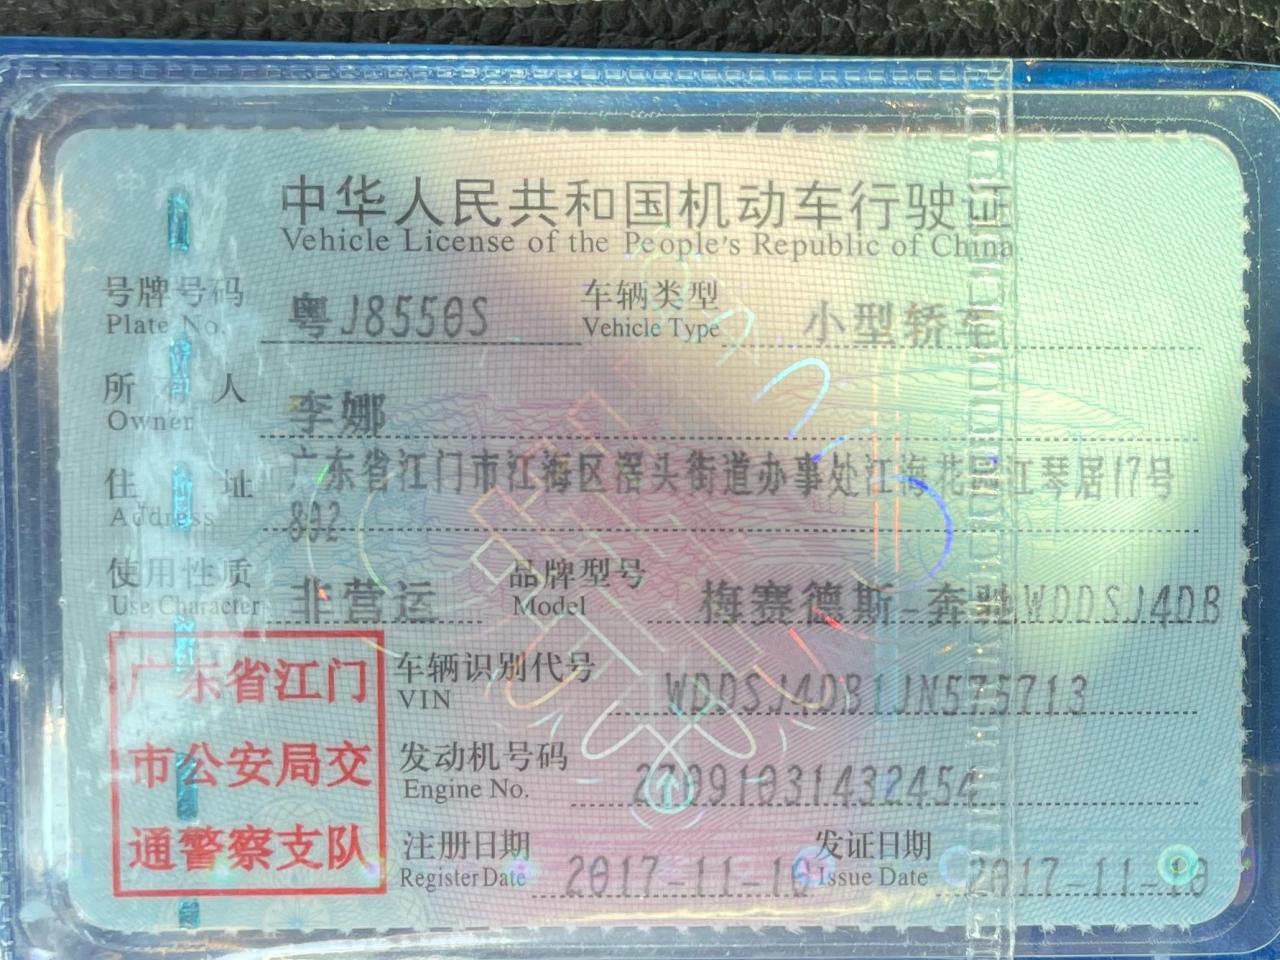 中华人民共和国机动车行驶证
Vehicle License of the People's Republic of China
号牌号码 粤J8550S 车辆类型 小型轿车
Plate No. Vehicle Type
所有人 李娜
Owner
住址 广东省江门市江海区滘头街道办事处江海花园江琴居17号
Address 802
使用性质 非营运 品牌型号 梅赛德斯-奔驰WDDSJ4DB
Use Character Model
广东省江门
市公安局交
通警察支队
车辆识别代号 WDDSJ4DB1JN575713
VIN
发动机号码 27091031432454
Engine No.
注册日期 2017-11-10 发证日期 2017-11-10
Register Date Issue Date